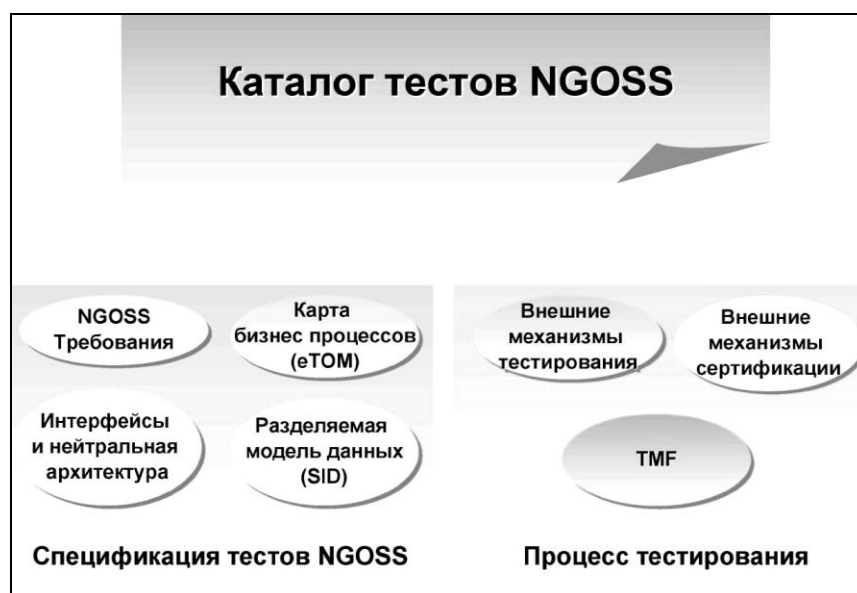 Каталог тестов NGOSS
NGOSS
Требования
Карта
бизнес процессов
(eTOM)
Интерфейсы
и нейтральная
архитектура
Разделяемая
модель данных
(SID)
Спецификация тестов NGOSS
Внешние
механизмы
тестирования
Внешние
механизмы
сертификации
TMF
Процесс тестирования